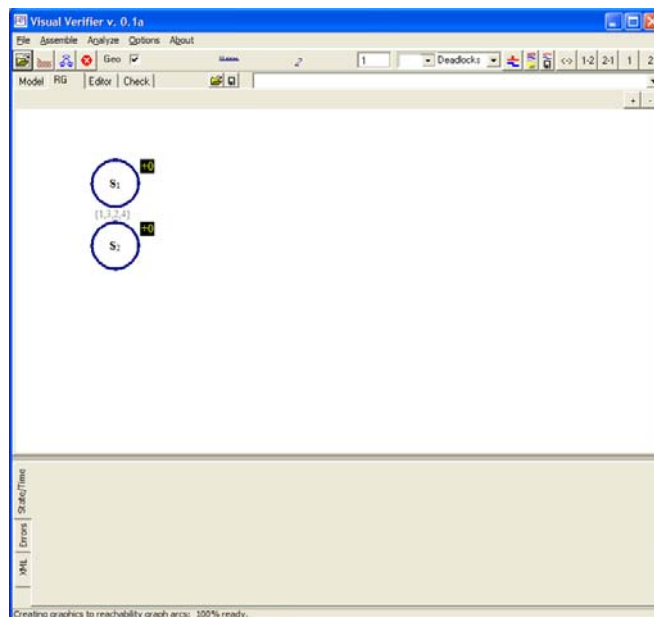 Visual Verifier v. 0.1a
File Assemble Analyze Options About
Geo 1 Deadlocks <-> 1-2 2-1 1 2
Model RG Editor Check
+ -
+0
S1
{1,3,2,4}
+0
S2
State/Time
Errors
XML
Creating graphics to reachability graph arcs: 100% ready.